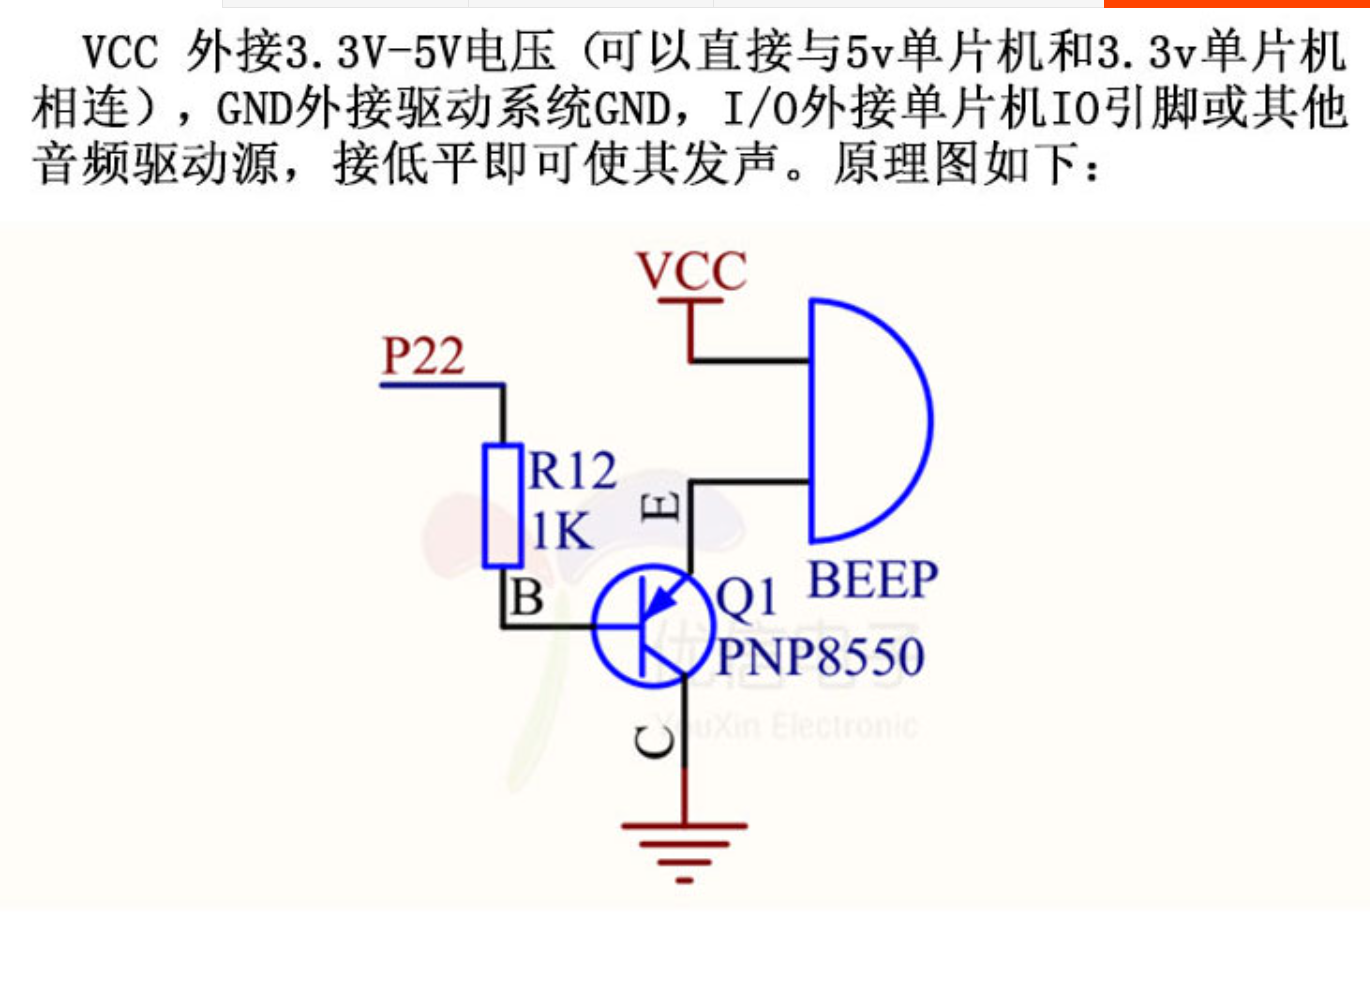 VCC 外接3.3V-5V电压（可以直接与5v单片机和3.3v单片机
相连），GND外接驱动系统GND，I/O外接单片机IO引脚或其他
音频驱动源，接低平即可使其发声。原理图如下：
VCC
P22
R12
1K
E
B
BEEP
Q1
PNP8550
优信电子
YouXin Electronic
C